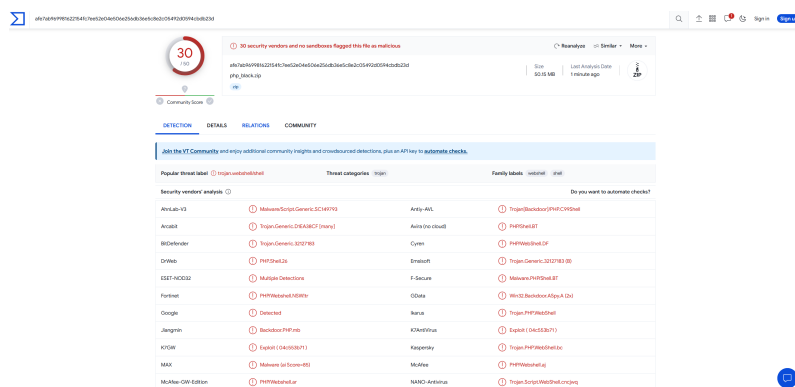 afe7ab969981622154fc7ee52e04e506e256db36e5c8e2c05492d0594cbdb23d
Sign in
Sign up
30
/ 60
Community Score
30 security vendors and no sandboxes flagged this file as malicious
Reanalyze
Similar
More
afe7ab969981622154fc7ee52e04e506e256db36e5c8e2c05492d0594cbdb23d
php_black.zip
zip
Size
50.15 MB
Last Analysis Date
1 minute ago
ZIP
DETECTION DETAILS RELATIONS COMMUNITY
Join the VT Community and enjoy additional community insights and crowdsourced detections, plus an API key to automate checks.
Popular threat label trojan.webshell/shell Threat categories trojan Family labels webshell shell
Security vendors' analysis Do you want to automate checks?
AhnLab-V3 Malware/Script.Generic.SC149793 Antiy-AVL Trojan[Backdoor]/PHP.C99Shell
Arcabit Trojan.Generic.D1EA3BCF [many] Avira (no cloud) PHP/Shell.BT
BitDefender Trojan.Generic.32127183 Cyren PHP/WebShell.DF
DrWeb PHP.Shell.26 Emsisoft Trojan.Generic.32127183 (B)
ESET-NOD32 Multiple Detections F-Secure Malware.PHP/Shell.BT
Fortinet PHP/Webshell.NSW!tr GData Win32.Backdoor.ASpy.A (2x)
Google Detected Ikarus Trojan.PHP.WebShell
Jiangmin Backdoor.PHP.mb K7AntiVirus Exploit ( 04c553b71 )
K7GW Exploit ( 04c553b71 ) Kaspersky Trojan.PHP.WebShell.bc
MAX Malware (ai Score=85) McAfee PHP/Webshell.aj
McAfee-GW-Edition PHP/Webshell.ar NANO-Antivirus Trojan.Script.WebShell.cncjwq